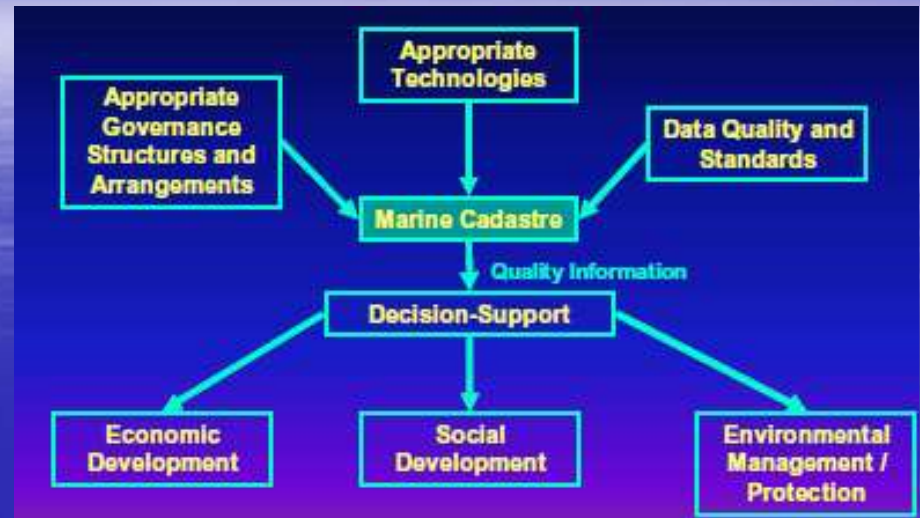 Appropriate
Technologies
Appropriate
Governance
Structures and
Arrangements
Data Quality and
Standards
Marine Cadastre
Quality Information
Decision-Support
Economic
Development
Social
Development
Environmental
Management /
Protection